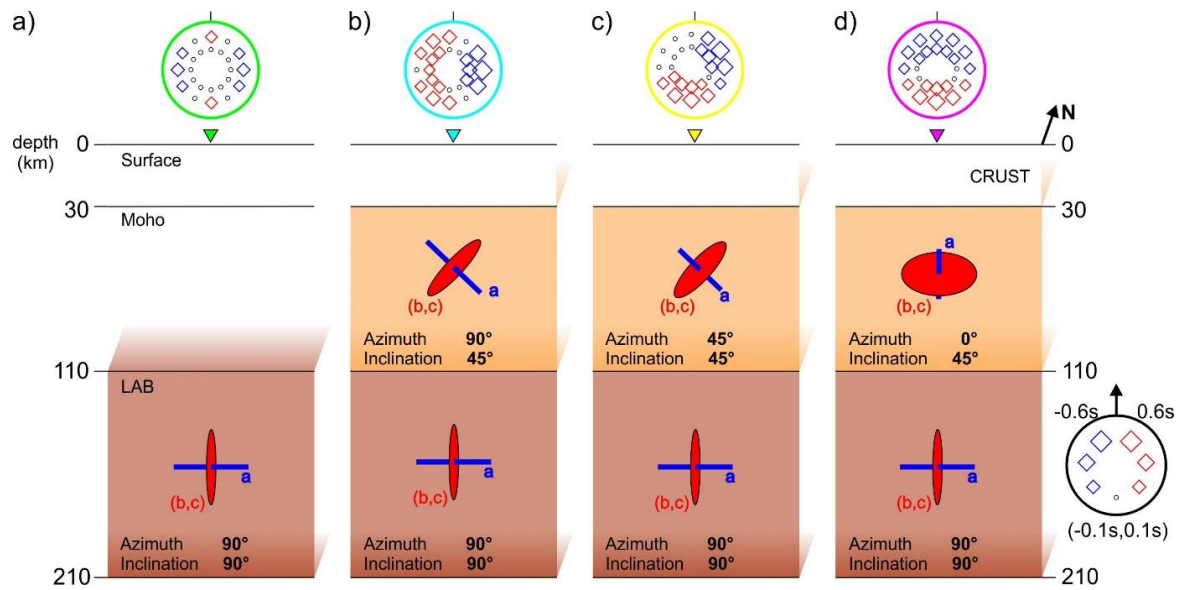 a)
b)
c)
d)
N
depth
(km)
0
0
Surface
CRUST
30
30
Moho
a
(b,c)
Azimuth 90°
Inclination 45°
a
(b,c)
Azimuth 45°
Inclination 45°
a
(b,c)
Azimuth 0°
Inclination 45°
110
110
LAB
-0.6s 0.6s
(-0.1s,0.1s)
a
(b,c)
Azimuth 90°
Inclination 90°
a
(b,c)
Azimuth 90°
Inclination 90°
a
(b,c)
Azimuth 90°
Inclination 90°
a
(b,c)
Azimuth 90°
Inclination 90°
210
210